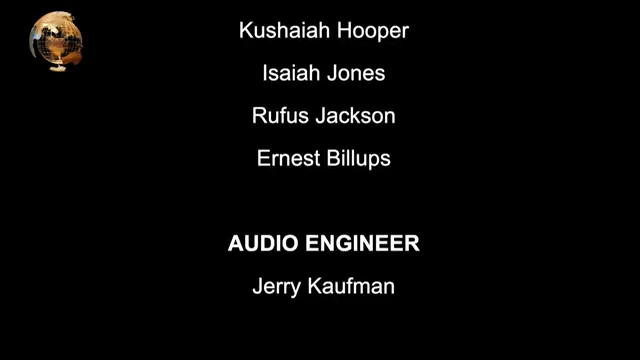 Kushaiah Hooper
Isaiah Jones
Rufus Jackson
Ernest Billups
AUDIO ENGINEER
Jerry Kaufman